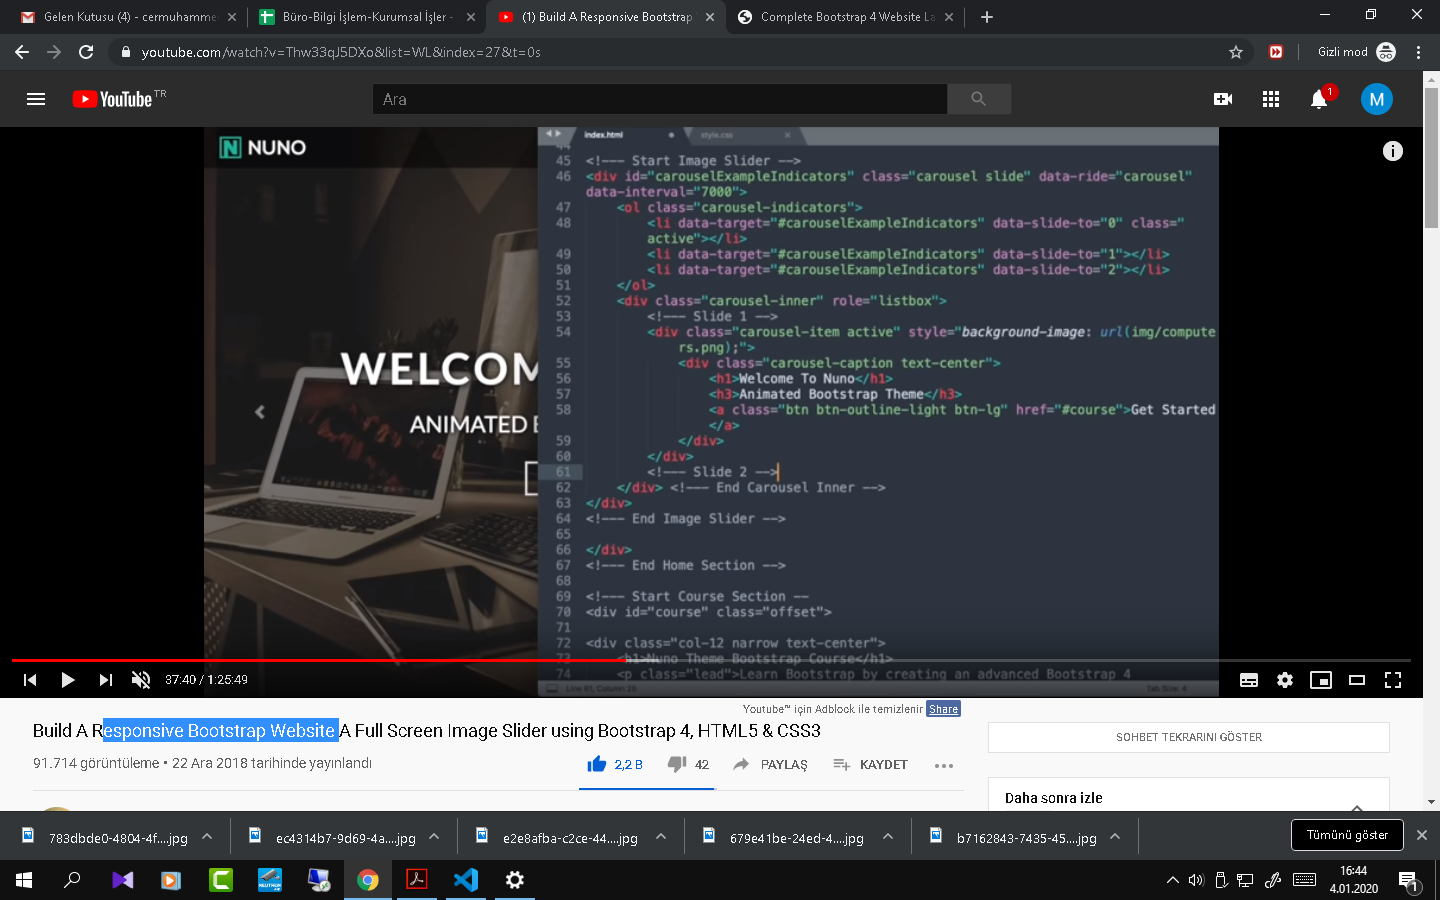 Gelen Kutusu (4) - cermuhamme
Büro-Bilgi İşlem-Kurumsal İşler -
(1) Build A Responsive Bootstrap
Complete Bootstrap 4 Website La
youtube.com/watch?v=Thw33qJ5DXo&list=WL&index=27&t=0s
Gizli mod
YouTube TR
Ara
1
M
NUNO
WELCOM
ANIMATED B
index.html
style.css
44
45 <!--- Start Image Slider -->
46 <div id="carouselExampleIndicators" class="carousel slide" data-ride="carousel"
data-interval="7000">
47 <ol class="carousel-indicators">
48 <li data-target="#carouselExampleIndicators" data-slide-to="0" class="
active"></li>
49 <li data-target="#carouselExampleIndicators" data-slide-to="1"></li>
50 <li data-target="#carouselExampleIndicators" data-slide-to="2"></li>
51 </ol>
52 <div class="carousel-inner" role="listbox">
53 <!--- Slide 1 -->
54 <div class="carousel-item active" style="background-image: url(img/compute
rs.png);">
55 <div class="carousel-caption text-center">
56 <h1>Welcome To Nuno</h1>
57 <h3>Animated Bootstrap Theme</h3>
58 <a class="btn btn-outline-light btn-lg" href="#course">Get Started
</a>
59 </div>
60 </div>
61 <!--- Slide 2 -->
62 </div> <!--- End Carousel Inner -->
63 </div>
64 <!--- End Image Slider -->
65
66 </div>
67 <!--- End Home Section -->
68
69 <!--- Start Course Section --
70 <div id="course" class="offset">
71
72 <div class="col-12 narrow text-center">
73 <h1>Nuno Theme Bootstrap Course</h1>
74 <p class="lead">Learn Bootstrap by creating an advanced Bootstrap 4
Line 61, Column 26
Tab Size: 4
37:40 / 1:25:49
Youtube™ için Adblock ile temizlenir Share
Build A Responsive Bootstrap Website A Full Screen Image Slider using Bootstrap 4, HTML5 & CSS3
91.714 görüntüleme • 22 Ara 2018 tarihinde yayınlandı
2,2 B
42
PAYLAŞ
KAYDET
SOHBET TEKRARINI GÖSTER
Daha sonra izle
783dbde0-4804-4f....jpg
ec4314b7-9d69-4a....jpg
e2e8afba-c2ce-44....jpg
679e41be-24ed-4....jpg
b7162843-7435-45....jpg
Tümünü göster
16:44
4.01.2020
1